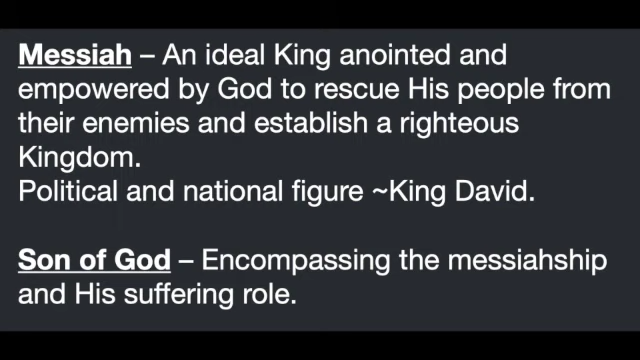 Messiah – An ideal King anointed and
empowered by God to rescue His people from
their enemies and establish a righteous
Kingdom.
Political and national figure ~King David.
Son of God – Encompassing the messiahship
and His suffering role.